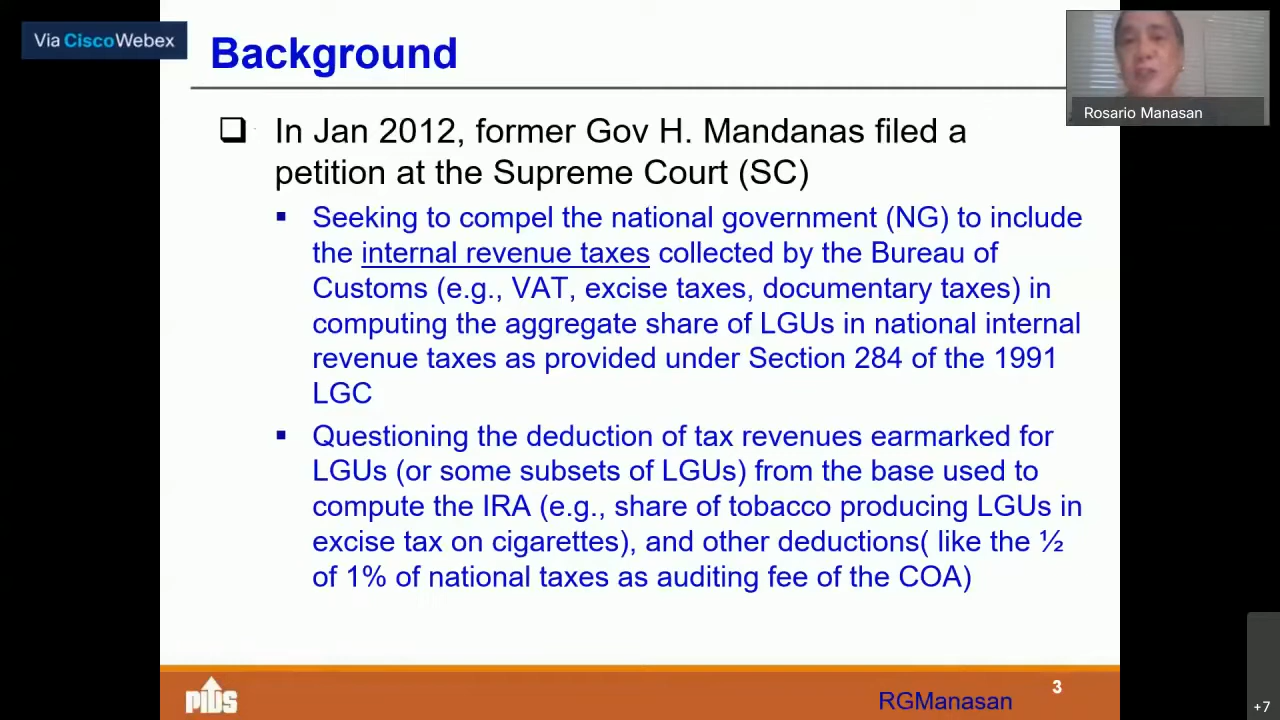 Via Cisco Webex
Background
Rosario Manasan
In Jan 2012, former Gov H. Mandanas filed a
petition at the Supreme Court (SC)
Seeking to compel the national government (NG) to include
the internal revenue taxes collected by the Bureau of
Customs (e.g., VAT, excise taxes, documentary taxes) in
computing the aggregate share of LGUs in national internal
revenue taxes as provided under Section 284 of the 1991
LGC
Questioning the deduction of tax revenues earmarked for
LGUs (or some subsets of LGUs) from the base used to
compute the IRA (e.g., share of tobacco producing LGUs in
excise tax on cigarettes), and other deductions( like the ½
of 1% of national taxes as auditing fee of the COA)
PIDS
RGManasan
3
+7